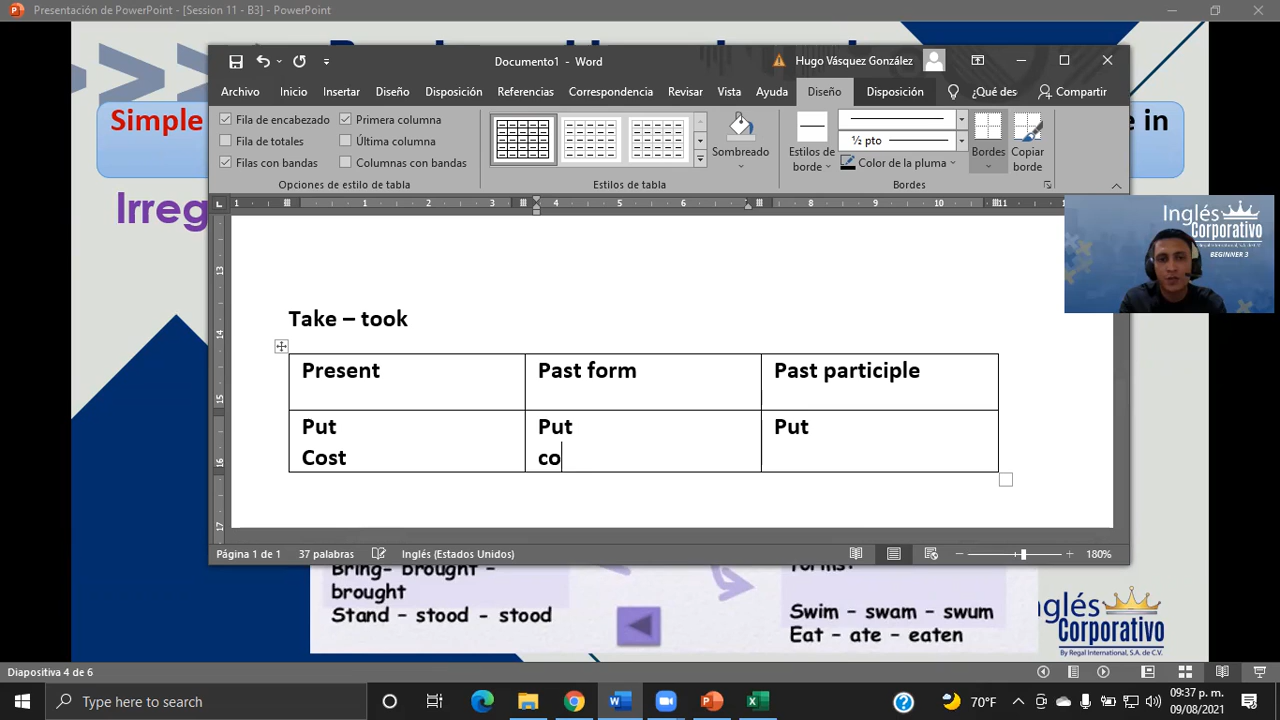 Presentación de PowerPoint - [Session 11 - B3] - PowerPoint
Documento1 - Word
Hugo Vásquez González
Archivo Inicio Insertar Diseño Disposición Referencias Correspondencia Revisar Vista Ayuda Diseño Disposición ¿Qué des Compartir
Fila de encabezado Primera columna
Fila de totales Última columna
Filas con bandas Columnas con bandas
Opciones de estilo de tabla
Estilos de tabla
Sombreado
Estilos de borde
½ pto
Color de la pluma
Bordes
Copiar borde
Bordes
Simple
e in
Irreg
Inglés
Corporativo
BEGINNER 3
Take – took
Present Past form Past participle
Put Put Put
Cost co
Página 1 de 1 37 palabras Inglés (Estados Unidos) 180%
Bring- brought –
brought
Stand – stood - stood
forms:
Swim – swam – swum
Eat – ate – eaten
nglés
Corporativo
By Regal International, S.A. de C.V.
Diapositiva 4 de 6
Type here to search
70°F
09:37 p. m.
09/08/2021